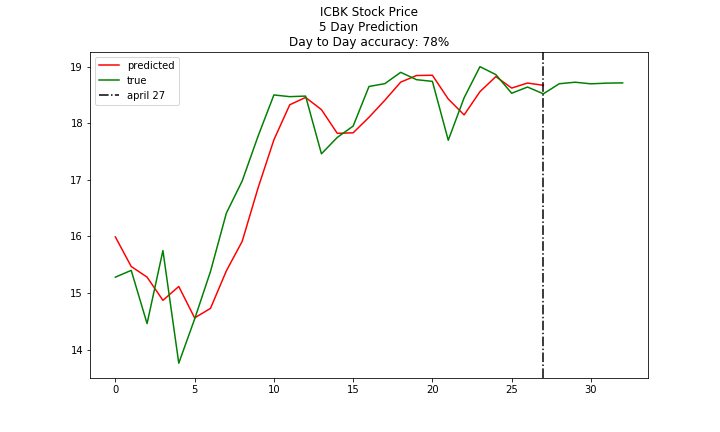 ICBK Stock Price
5 Day Prediction
Day to Day accuracy: 78%
predicted
true
april 27
19
18
17
16
15
14
0 5 10 15 20 25 30